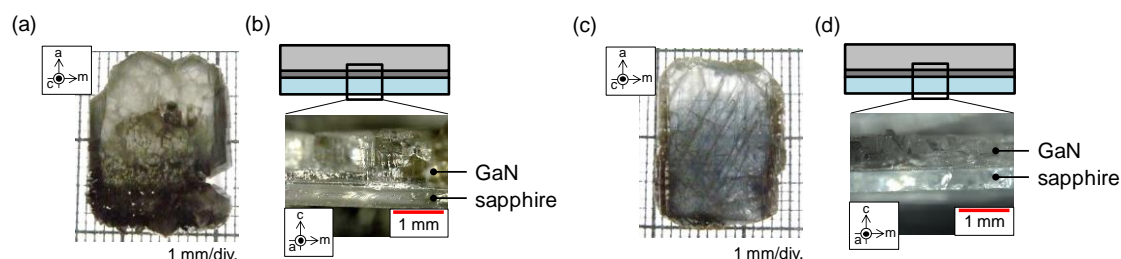 (a)
a
c
m
1 mm/div.
(b)
GaN
sapphire
c
a
m
1 mm
(c)
a
c
m
1 mm/div.
(d)
GaN
sapphire
c
a
m
1 mm